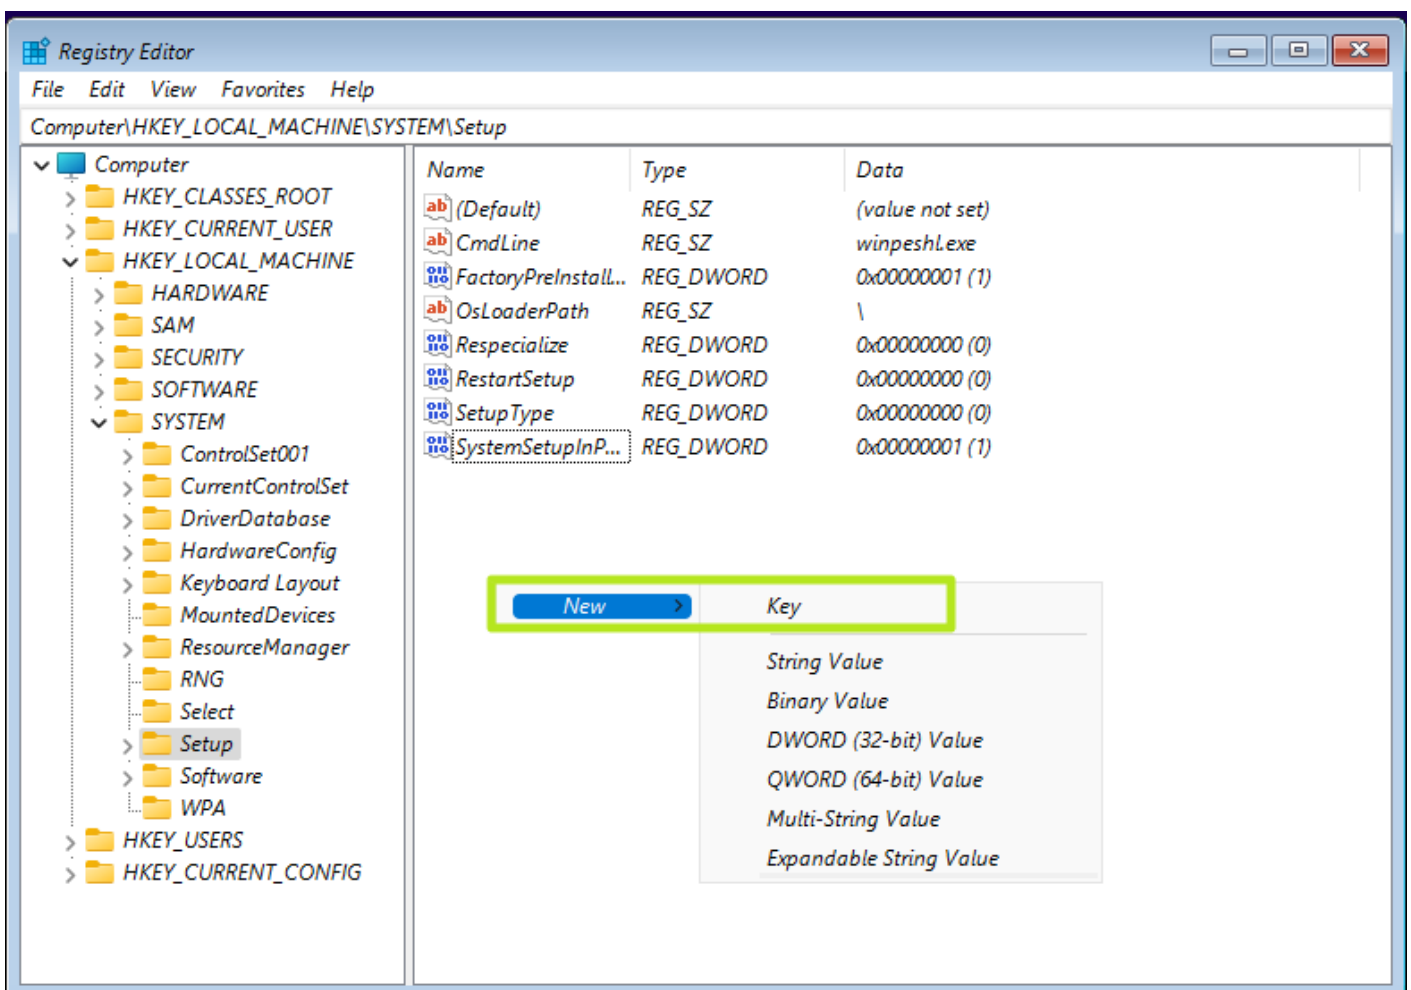 Registry Editor
File Edit View Favorites Help
Computer\HKEY_LOCAL_MACHINE\SYSTEM\Setup
Computer
HKEY_CLASSES_ROOT
HKEY_CURRENT_USER
HKEY_LOCAL_MACHINE
HARDWARE
SAM
SECURITY
SOFTWARE
SYSTEM
ControlSet001
CurrentControlSet
DriverDatabase
HardwareConfig
Keyboard Layout
MountedDevices
ResourceManager
RNG
Select
Setup
Software
WPA
HKEY_USERS
HKEY_CURRENT_CONFIG
Name Type Data
(Default) REG_SZ (value not set)
CmdLine REG_SZ winpeshl.exe
FactoryPreInstall... REG_DWORD 0x00000001 (1)
OsLoaderPath REG_SZ \
Respecialize REG_DWORD 0x00000000 (0)
RestartSetup REG_DWORD 0x00000000 (0)
SetupType REG_DWORD 0x00000000 (0)
SystemSetupInP... REG_DWORD 0x00000001 (1)
New > Key
String Value
Binary Value
DWORD (32-bit) Value
QWORD (64-bit) Value
Multi-String Value
Expandable String Value